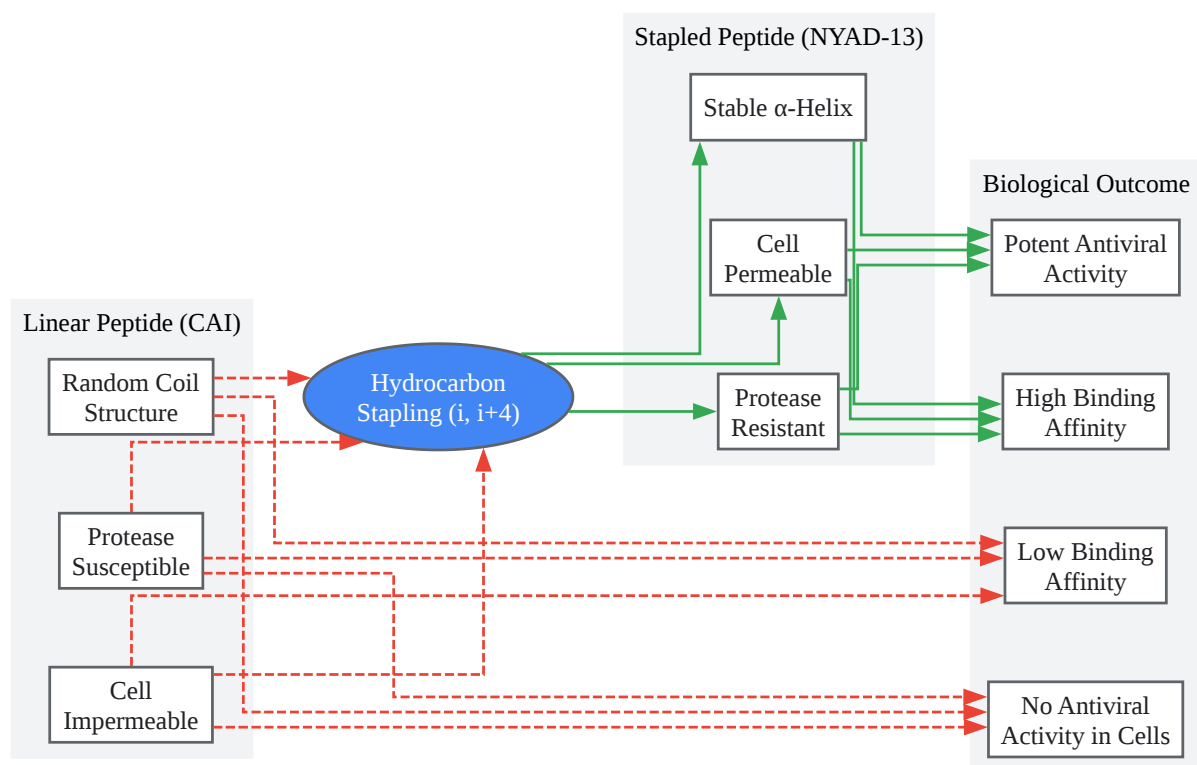 Stapled Peptide (NYAD-13)
Stable α-Helix
Cell
Permeable
Protease
Resistant
Biological Outcome
Potent Antiviral
Activity
High Binding
Affinity
Low Binding
Affinity
No Antiviral
Activity in Cells
Linear Peptide (CAI)
Random Coil
Structure
Protease
Susceptible
Cell
Impermeable
Hydrocarbon
Stapling (i, i+4)